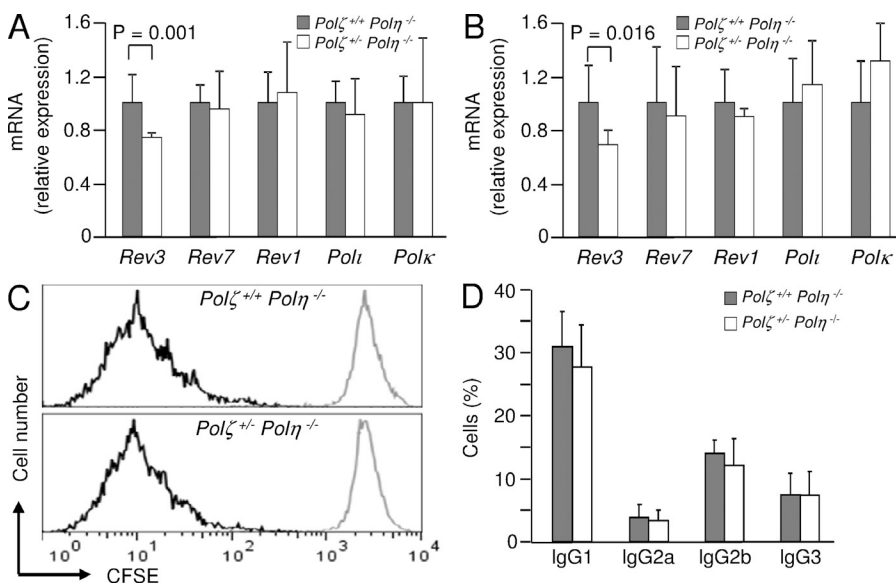 A
Polζ +/+ Polη -/-
Polζ +/- Polη -/-
P = 0.001
mRNA
(relative expression)
1.6
1.2
0.8
0.4
0
Rev3 Rev7 Rev1 Polι Polκ
B
Polζ +/+ Polη -/-
Polζ +/- Polη -/-
P = 0.016
mRNA
(relative expression)
1.6
1.2
0.8
0.4
0
Rev3 Rev7 Rev1 Polι Polκ
C
Polζ +/+ Polη -/-
Polζ +/- Polη -/-
Cell number
10^0 10^1 10^2 10^3 10^4
CFSE
D
Polζ +/+ Polη -/-
Polζ +/- Polη -/-
Cells (%)
40
30
20
10
0
IgG1 IgG2a IgG2b IgG3